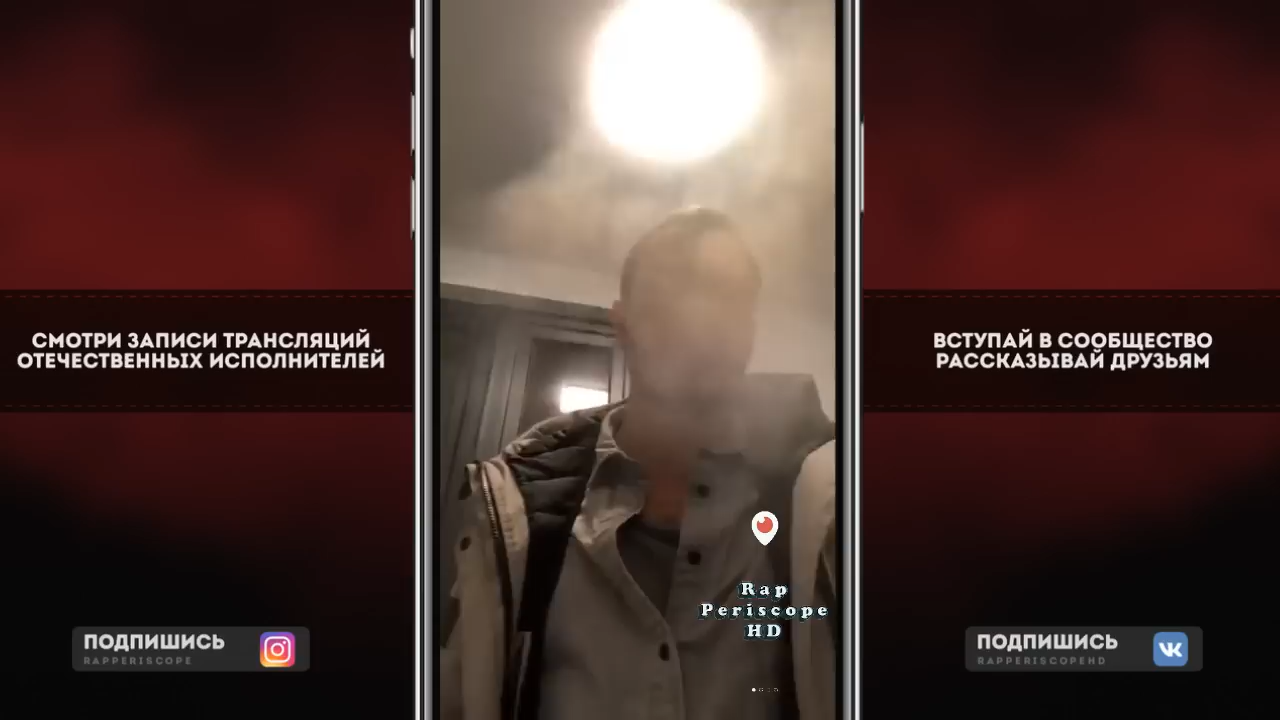 СМОТРИ ЗАПИСИ ТРАНСЛЯЦИЙ
ОТЕЧЕСТВЕННЫХ ИСПОЛНИТЕЛЕЙ
ВСТУПАЙ В СООБЩЕСТВО
РАССКАЗЫВАЙ ДРУЗЬЯМ
Rap
Periscope
HD
ПОДПИШИСЬ
RAPPERISCOPE
ПОДПИШИСЬ
RAPPERISCOPEHD